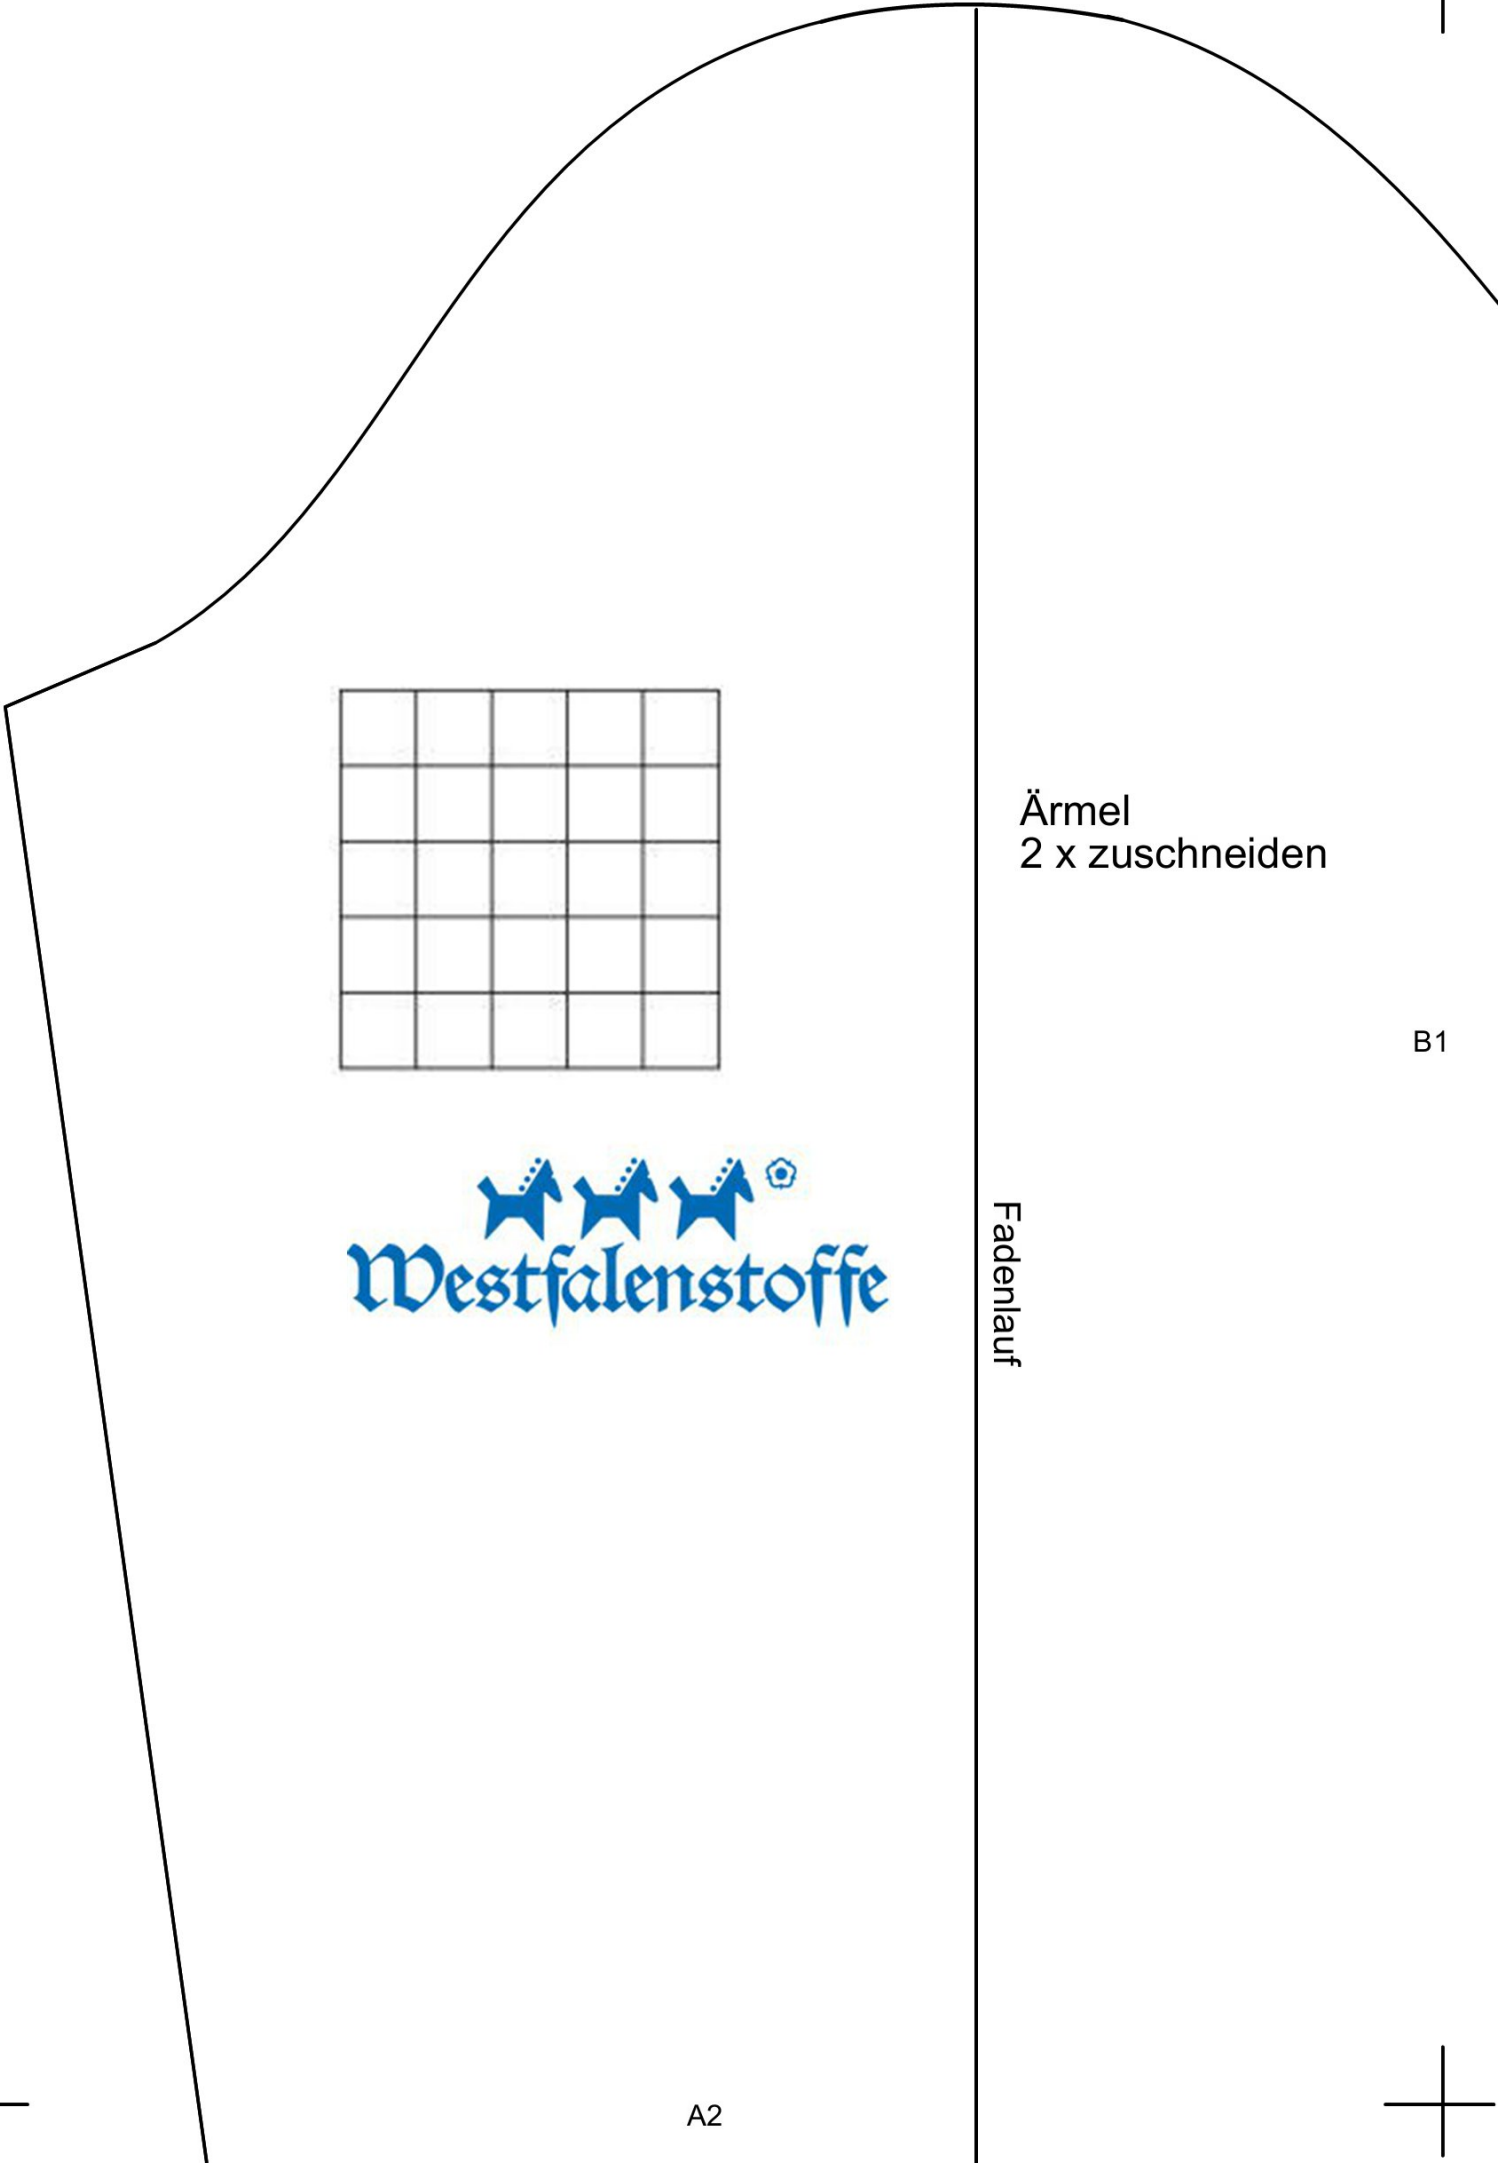 Ärmel
2 x zuschneiden
B1
Westfalenstoffe
Fadenlauf
A2